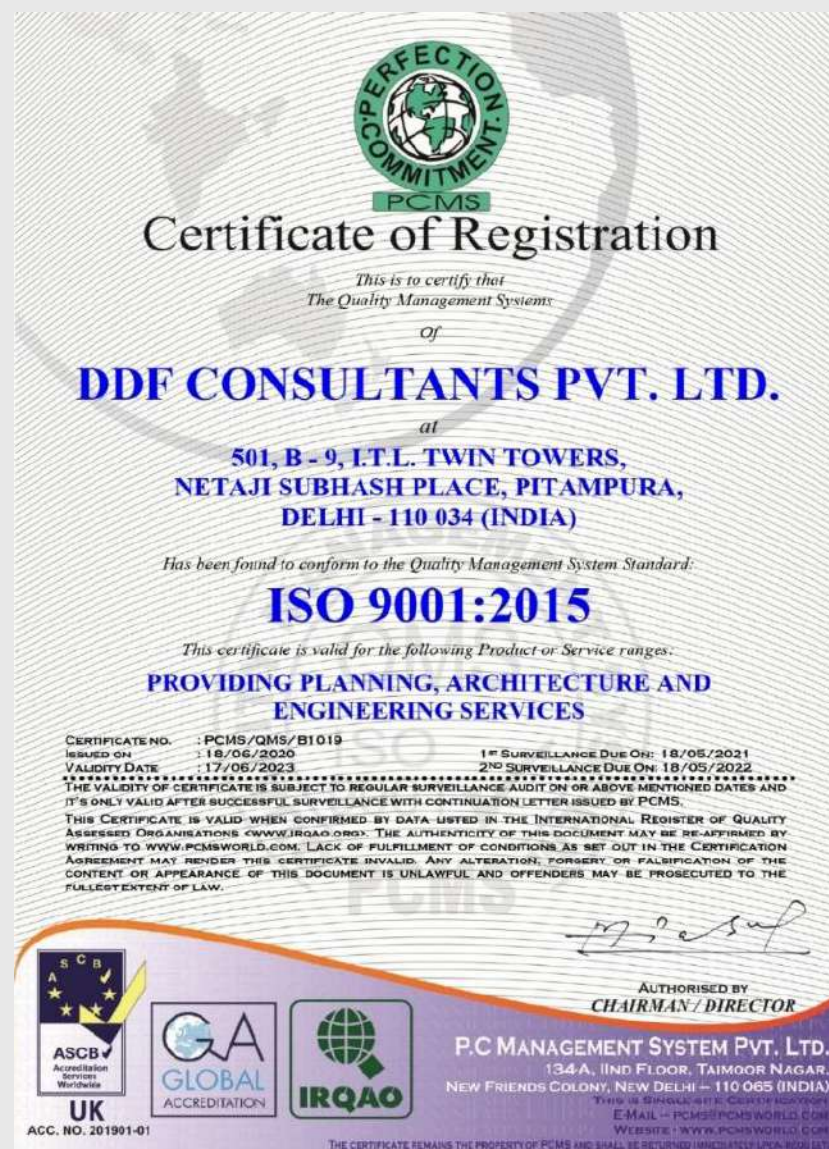 PERFECTION
COMMITMENT
PCMS
Certificate of Registration
This is to certify that
The Quality Management Systems
Of
DDF CONSULTANTS PVT. LTD.
at
501, B - 9, I.T.L. TWIN TOWERS,
NETAJI SUBHASH PLACE, PITAMPURA,
DELHI - 110 034 (INDIA)
Has been found to conform to the Quality Management System Standard:
ISO 9001:2015
This certificate is valid for the following Product or Service ranges:
PROVIDING PLANNING, ARCHITECTURE AND
ENGINEERING SERVICES
CERTIFICATE NO. : PCMS/QMS/B1019
ISSUED ON : 18/06/2020 1ST SURVEILLANCE DUE ON: 18/05/2021
VALIDITY DATE : 17/06/2023 2ND SURVEILLANCE DUE ON: 18/05/2022
THE VALIDITY OF CERTIFICATE IS SUBJECT TO REGULAR SURVEILLANCE AUDIT ON OR ABOVE MENTIONED DATES AND
IT'S ONLY VALID AFTER SUCCESSFUL SURVEILLANCE WITH CONTINUATION LETTER ISSUED BY PCMS.
THIS CERTIFICATE IS VALID WHEN CONFIRMED BY DATA LISTED IN THE INTERNATIONAL REGISTER OF QUALITY
ASSESSED ORGANISATIONS <WWW.IRQAO.ORG>. THE AUTHENTICITY OF THIS DOCUMENT MAY BE RE-AFFIRMED BY
WRITING TO WWW.PCMSWORLD.COM. LACK OF FULFILLMENT OF CONDITIONS AS SET OUT IN THE CERTIFICATION
AGREEMENT MAY RENDER THIS CERTIFICATE INVALID. ANY ALTERATION, FORGERY OR FALSIFICATION OF THE
CONTENT OR APPEARANCE OF THIS DOCUMENT IS UNLAWFUL AND OFFENDERS MAY BE PROSECUTED TO THE
FULLEST EXTENT OF LAW.
ISO
PCMS
AUTHORISED BY
CHAIRMAN / DIRECTOR
ASCB
ASCB
Accreditation
Services
Worldwide
UK
ACC. NO. 201901-01
GA
GLOBAL
ACCREDITATION
IRQAO
P.C MANAGEMENT SYSTEM PVT. LTD.
134-A, IIND FLOOR, TAIMOOR NAGAR,
NEW FRIENDS COLONY, NEW DELHI – 110 065 (INDIA)
THIS IS SINGLE SITE CERTIFICATION
E-MAIL – PCMS@PCMSWORLD.COM
WEBSITE - WWW.PCMSWORLD.COM
THE CERTIFICATE REMAINS THE PROPERTY OF PCMS AND SHALL BE RETURNED IMMEDIATELY UPON REQUEST